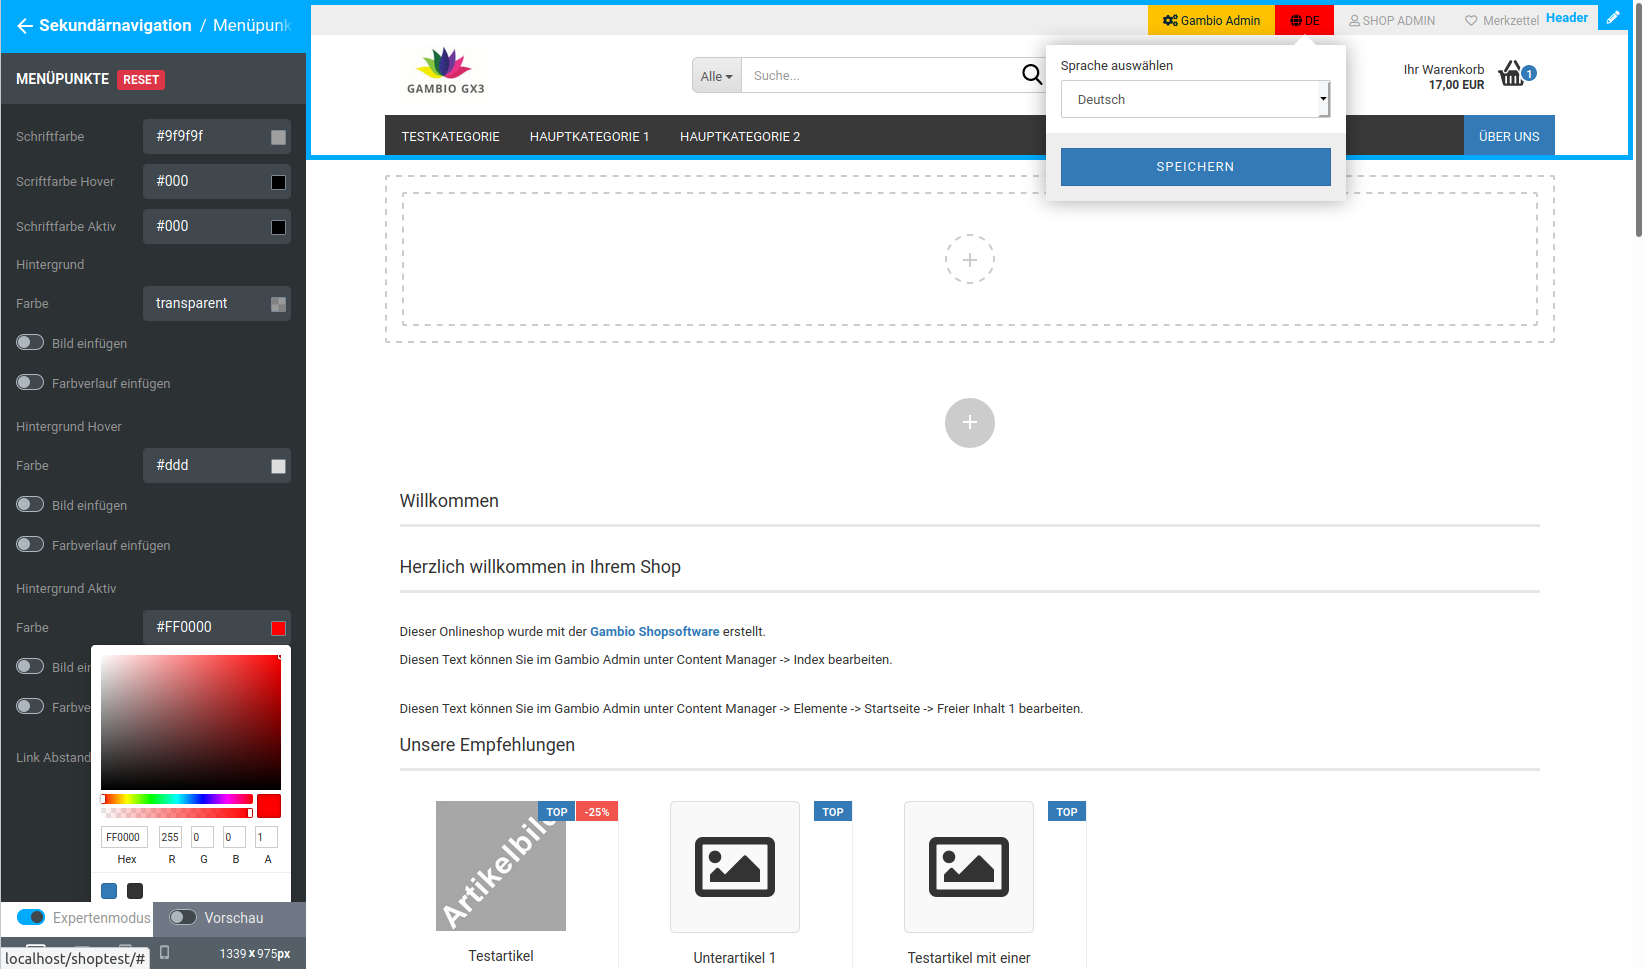 Sekundärnavigation / Menüpunk
MENÜPUNKTE RESET
Schriftfarbe #9f9f9f
Scriftfarbe Hover #000
Schriftfarbe Aktiv #000
Hintergrund
Farbe transparent
Bild einfügen
Farbverlauf einfügen
Hintergrund Hover
Farbe #ddd
Bild einfügen
Farbverlauf einfügen
Hintergrund Aktiv
Farbe #FF0000
Bild ein
Farbve
Link Abstand
FF0000 255 0 0 1
Hex R G B A
Expertenmodus Vorschau
localhost/shoptest/# 1339 x 975px
Gambio Admin DE SHOP ADMIN Merkzettel Header
GAMBIO GX3
Alle Suche...
Sprache auswählen
Deutsch
SPEICHERN
Ihr Warenkorb
17,00 EUR 1
TESTKATEGORIE HAUPTKATEGORIE 1 HAUPTKATEGORIE 2 ÜBER UNS
Willkommen
Herzlich willkommen in Ihrem Shop
Dieser Onlineshop wurde mit der Gambio Shopsoftware erstellt.
Diesen Text können Sie im Gambio Admin unter Content Manager -> Index bearbeiten.
Diesen Text können Sie im Gambio Admin unter Content Manager -> Elemente -> Startseite -> Freier Inhalt 1 bearbeiten.
Unsere Empfehlungen
TOP -25% TOP TOP
Artikelbild
Testartikel Unterartikel 1 Testartikel mit einer